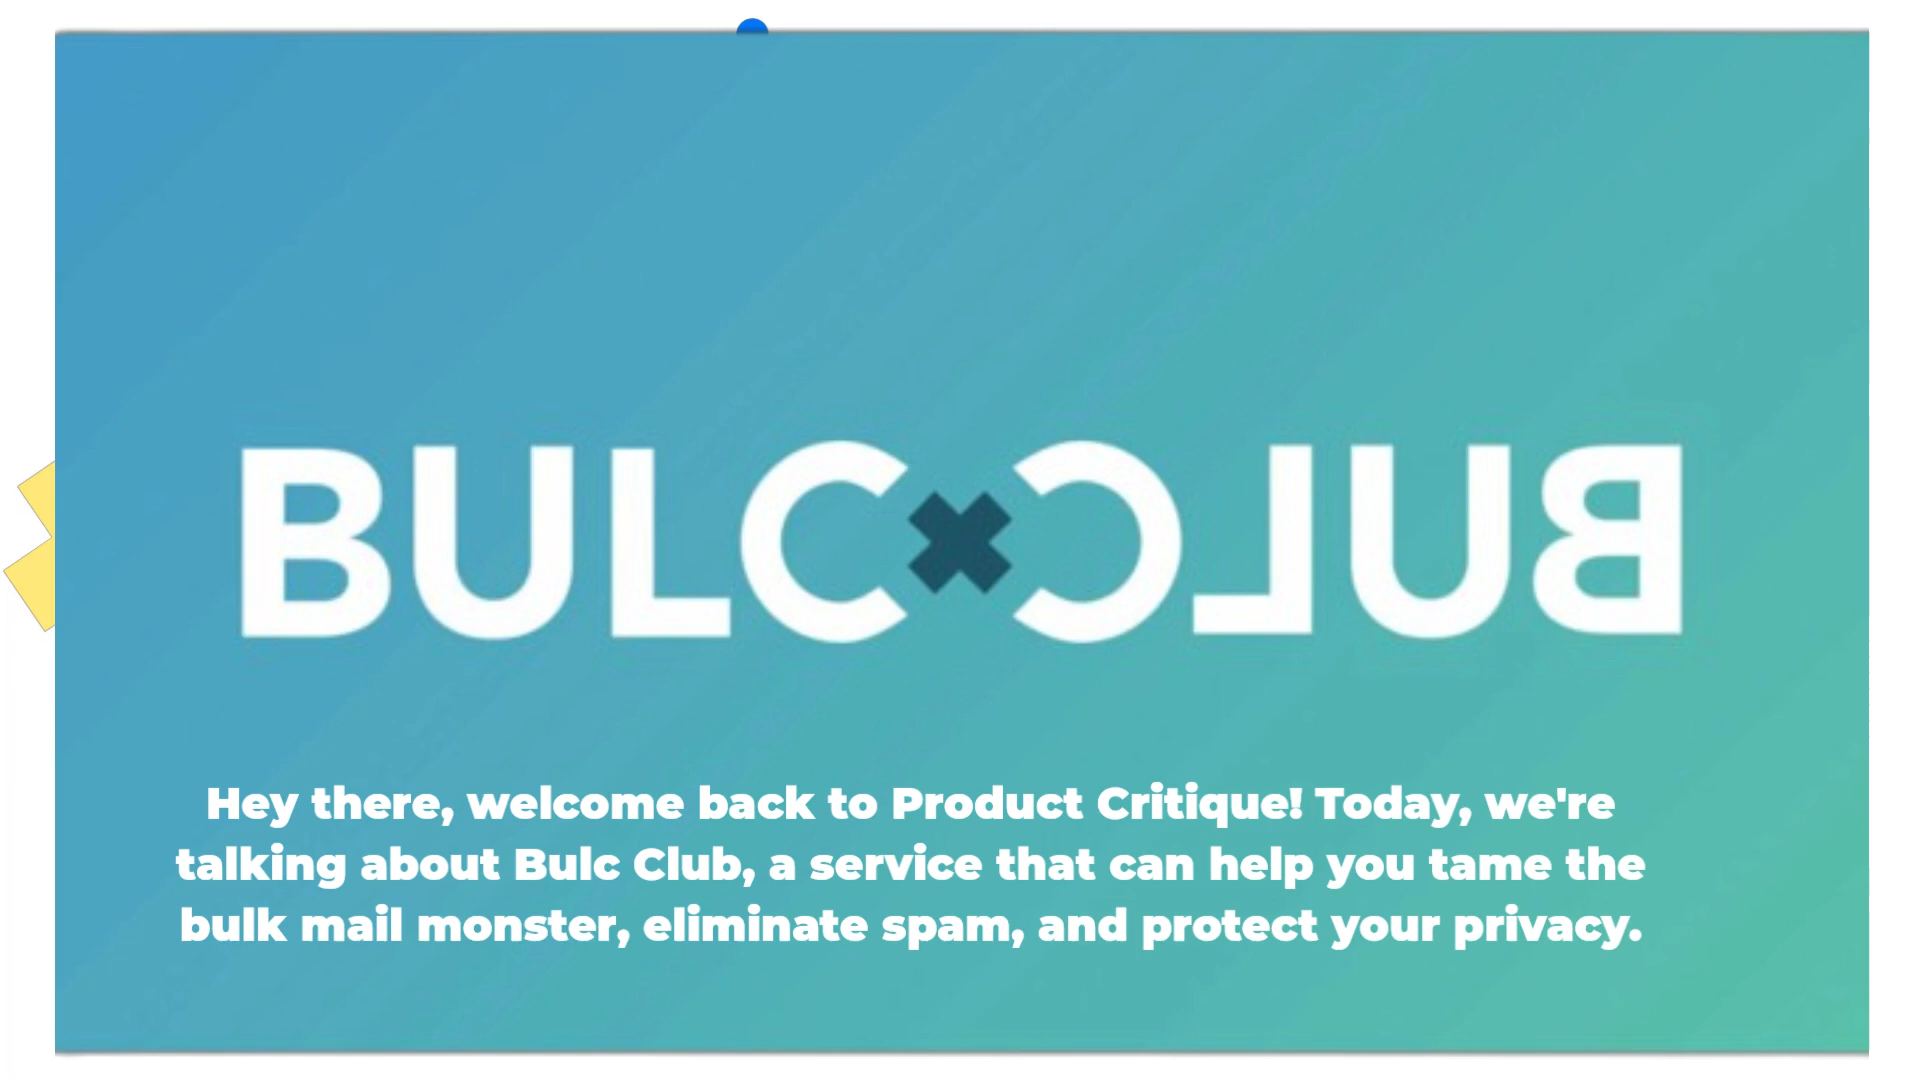 BULC CLUB
Hey there, welcome back to Product Critique! Today, we're
talking about Bulc Club, a service that can help you tame the
bulk mail monster, eliminate spam, and protect your privacy.